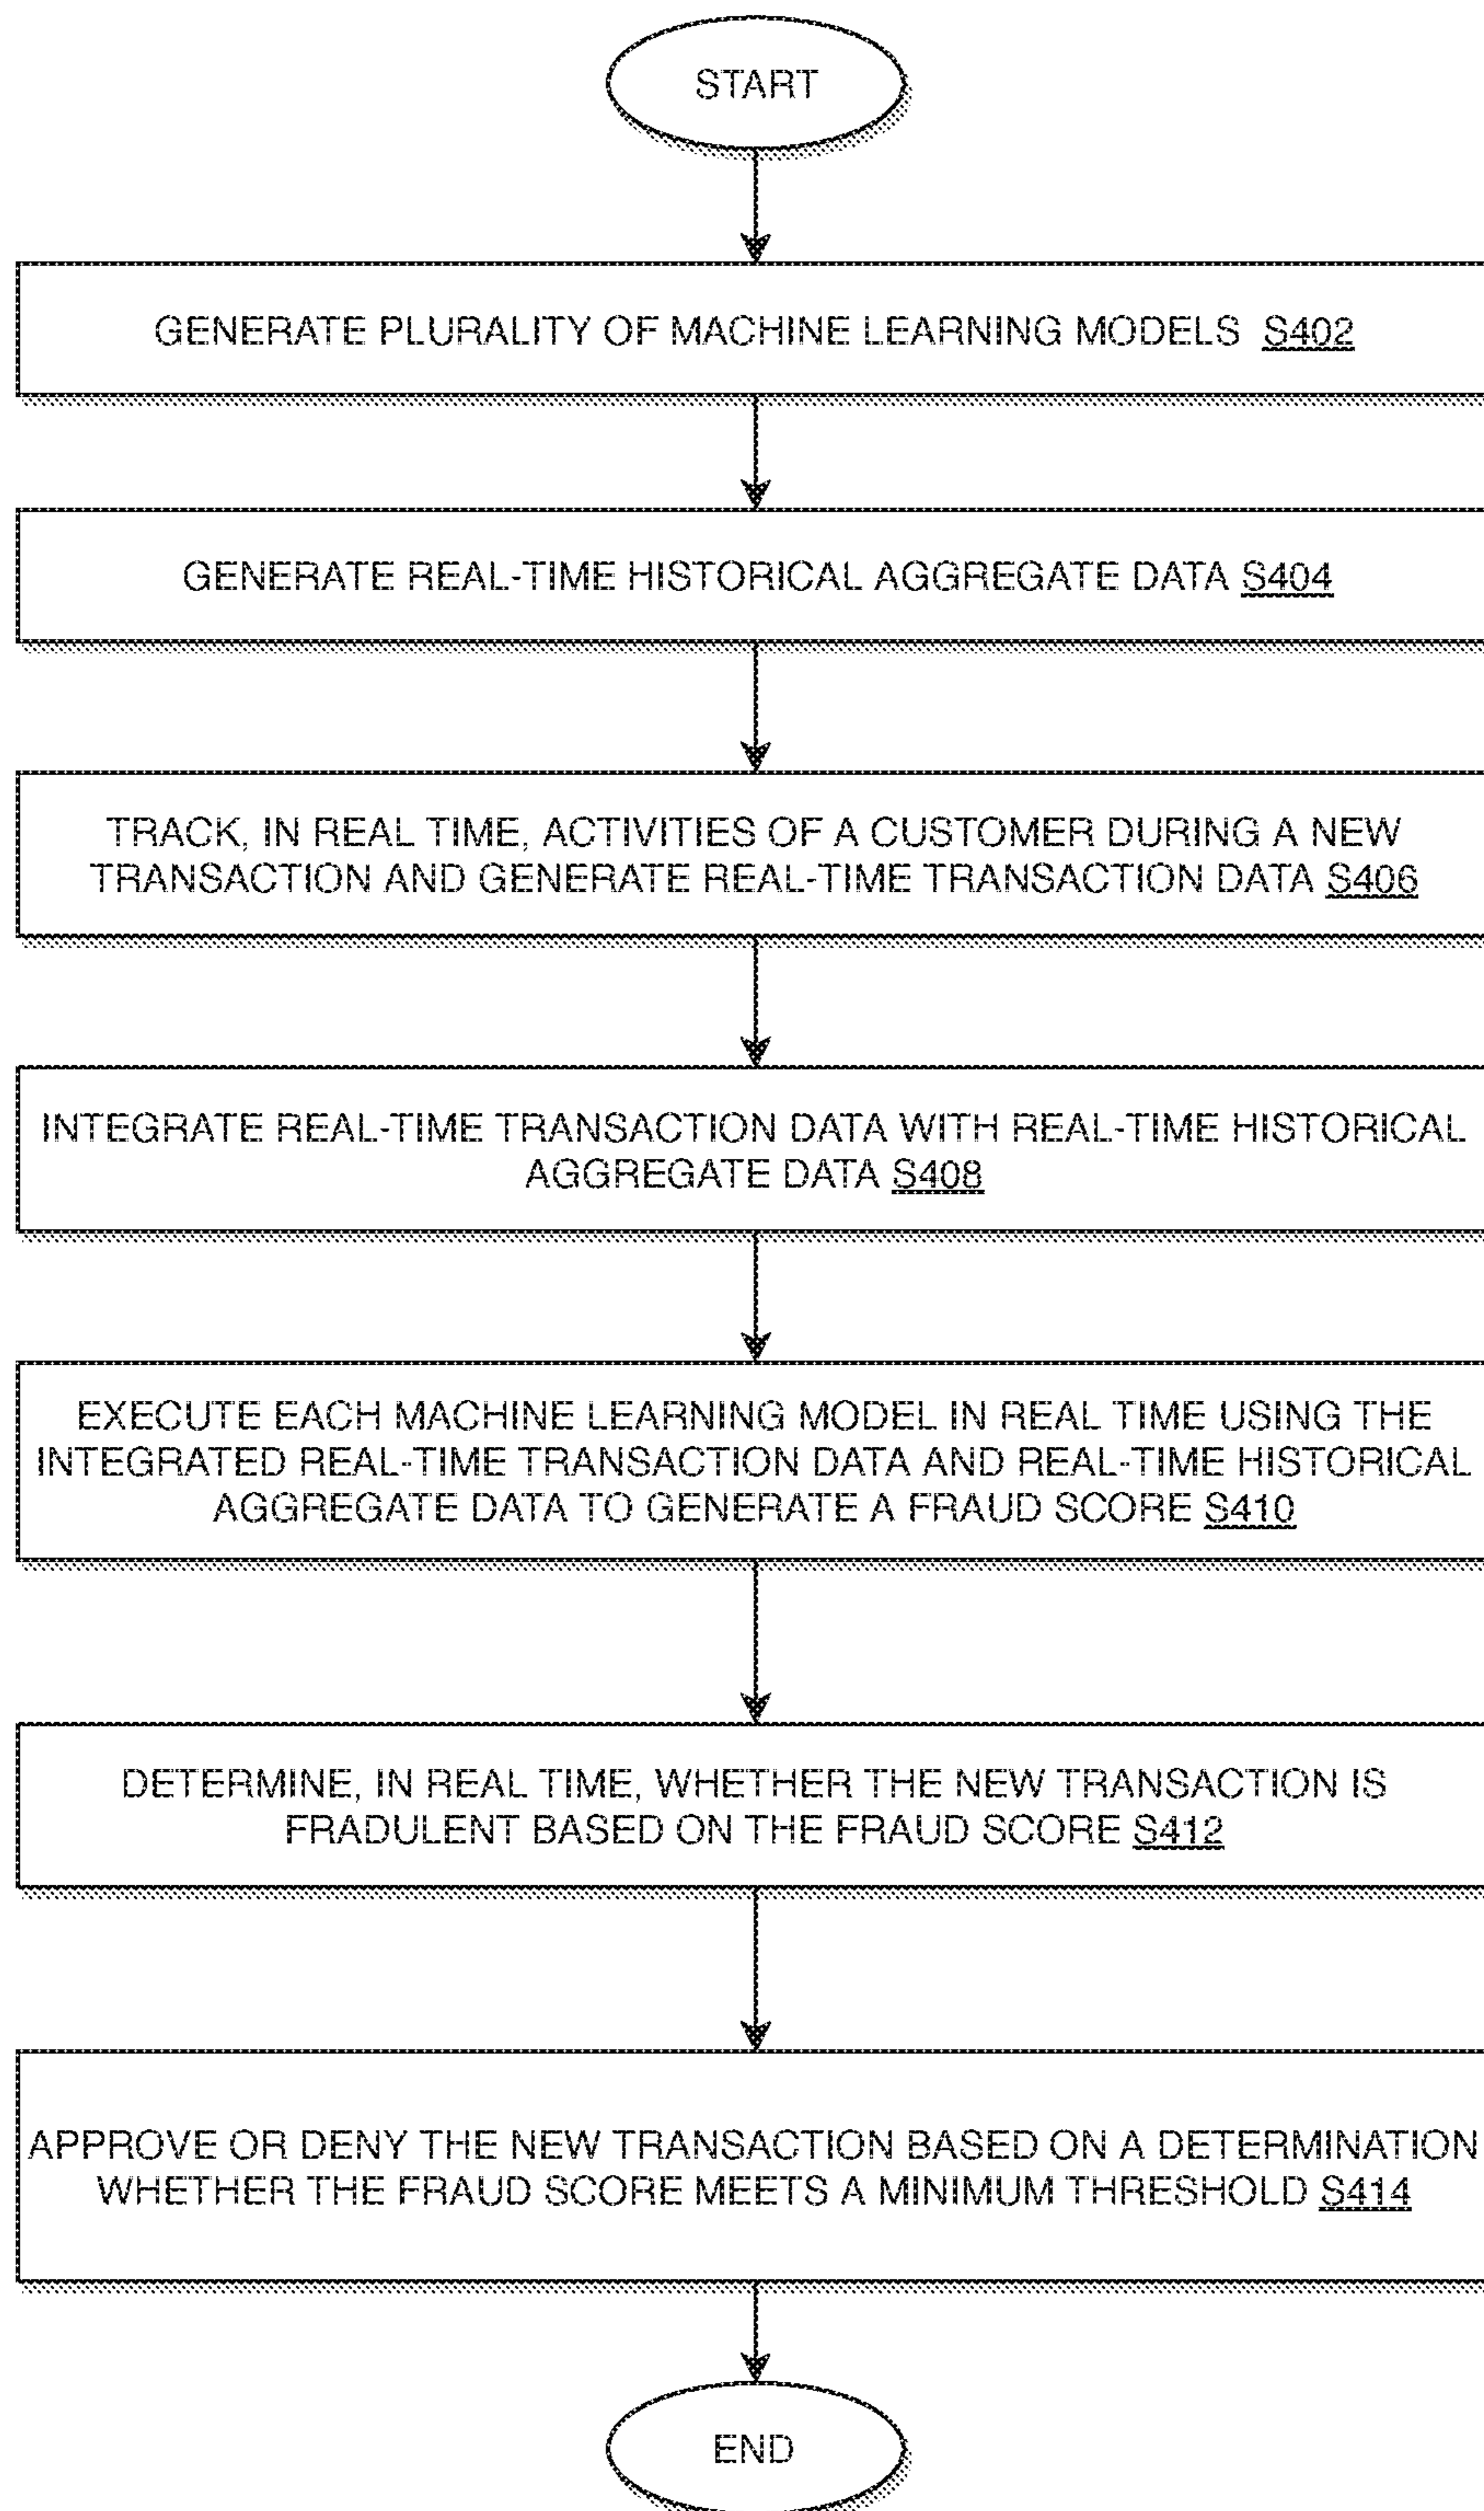 START
GENERATE PLURALITY OF MACHINE LEARNING MODELS S402
GENERATE REAL-TIME HISTORICAL AGGREGATE DATA S404
TRACK, IN REAL TIME, ACTIVITIES OF A CUSTOMER DURING A NEW
TRANSACTION AND GENERATE REAL-TIME TRANSACTION DATA S406
INTEGRATE REAL-TIME TRANSACTION DATA WITH REAL-TIME HISTORICAL
AGGREGATE DATA S408
EXECUTE EACH MACHINE LEARNING MODEL IN REAL TIME USING THE
INTEGRATED REAL-TIME TRANSACTION DATA AND REAL-TIME HISTORICAL
AGGREGATE DATA TO GENERATE A FRAUD SCORE S410
DETERMINE, IN REAL TIME, WHETHER THE NEW TRANSACTION IS
FRADULENT BASED ON THE FRAUD SCORE S412
APPROVE OR DENY THE NEW TRANSACTION BASED ON A DETERMINATION
WHETHER THE FRAUD SCORE MEETS A MINIMUM THRESHOLD S414
END